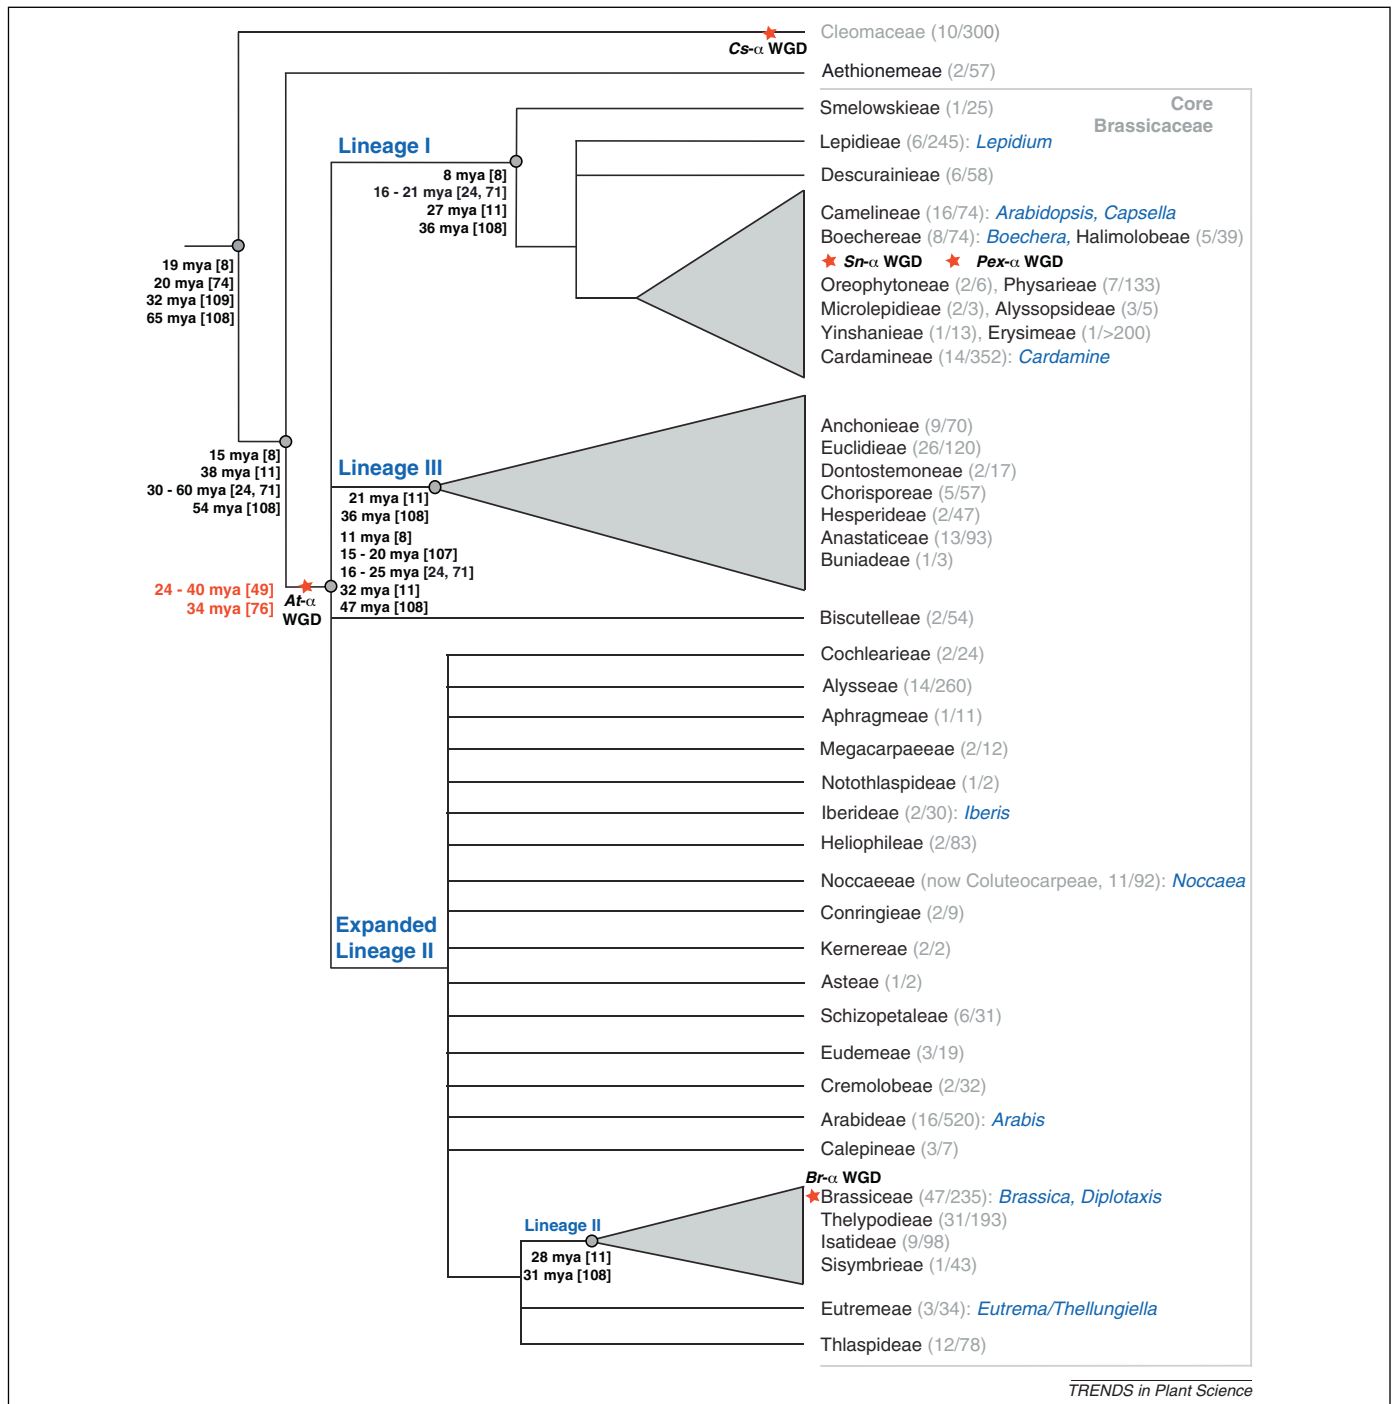 Cleomaceae (10/300)
Cs-α WGD
Aethionemeae (2/57)
Core
Brassicaceae
Smelowskieae (1/25)
Lineage I
Lepidieae (6/245): Lepidium
8 mya [8]
16 - 21 mya [24, 71]
27 mya [11]
36 mya [108]
Descurainieae (6/58)
Camelineae (16/74): Arabidopsis, Capsella
Boechereae (8/74): Boechera, Halimolobeae (5/39)
Sn-α WGD Pex-α WGD
Oreophytoneae (2/6), Physarieae (7/133)
Microlepidieae (2/3), Alyssopsideae (3/5)
Yinshanieae (1/13), Erysimeae (1/>200)
Cardamineae (14/352): Cardamine
19 mya [8]
20 mya [74]
32 mya [109]
65 mya [108]
Anchonieae (9/70)
Euclidieae (26/120)
Dontostemoneae (2/17)
Chorisporeae (5/57)
Hesperideae (2/47)
Anastaticeae (13/93)
Buniadeae (1/3)
15 mya [8]
38 mya [11]
30 - 60 mya [24, 71]
54 mya [108]
Lineage III
21 mya [11]
36 mya [108]
11 mya [8]
15 - 20 mya [107]
16 - 25 mya [24, 71]
32 mya [11]
47 mya [108]
24 - 40 mya [49]
34 mya [76]
At-α
WGD
Biscutelleae (2/54)
Cochlearieae (2/24)
Alysseae (14/260)
Aphragmeae (1/11)
Megacarpaeeae (2/12)
Notothlaspideae (1/2)
Iberideae (2/30): Iberis
Heliophileae (2/83)
Noccaeeae (now Coluteocarpeae, 11/92): Noccaea
Conringieae (2/9)
Expanded
Lineage II
Kernereae (2/2)
Asteae (1/2)
Schizopetaleae (6/31)
Eudemeae (3/19)
Cremolobeae (2/32)
Arabideae (16/520): Arabis
Calepineae (3/7)
Br-α WGD
Brassiceae (47/235): Brassica, Diplotaxis
Thelypodieae (31/193)
Isatideae (9/98)
Sisymbrieae (1/43)
Lineage II
28 mya [11]
31 mya [108]
Eutremeae (3/34): Eutrema/Thellungiella
Thlaspideae (12/78)
TRENDS in Plant Science